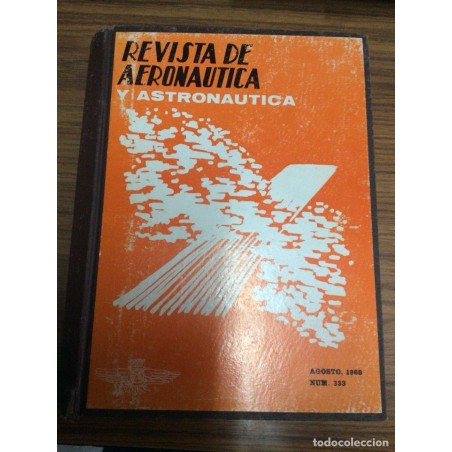 REVISTA DE
AERONAUTICA
Y ASTRONAUTICA
AGOSTO, 1968
NUM. 333
todocoleccion